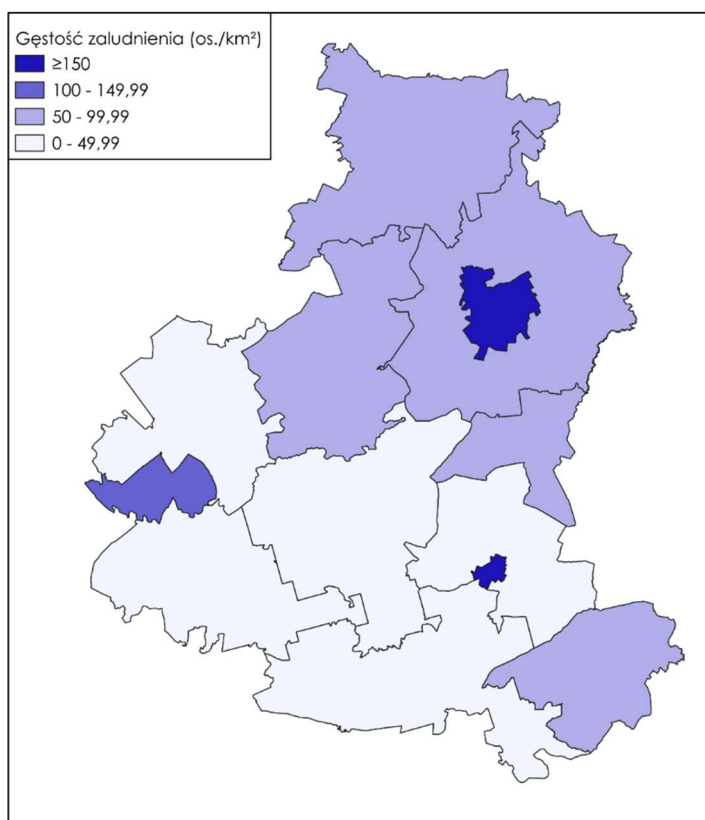 Gęstość zaludnienia (os./km²)
≥150
100 - 149,99
50 - 99,99
0 - 49,99